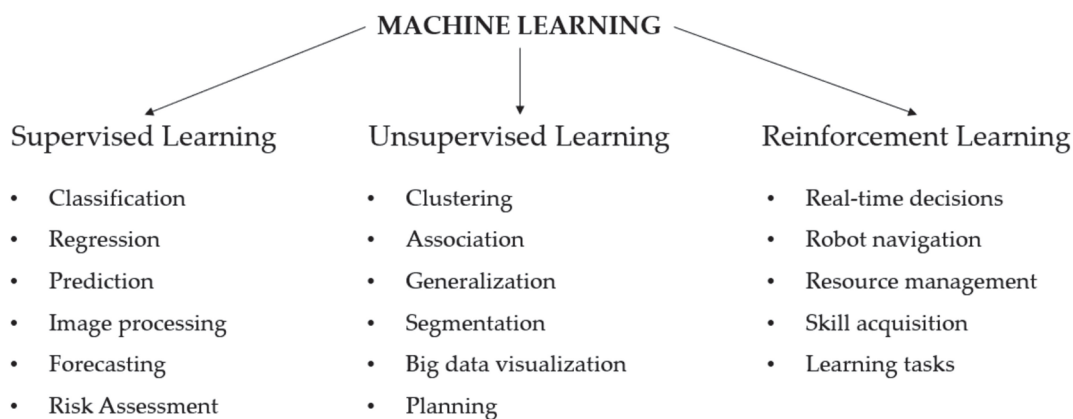 MACHINE LEARNING
Supervised Learning
• Classification
• Regression
• Prediction
• Image processing
• Forecasting
• Risk Assessment
Unsupervised Learning
• Clustering
• Association
• Generalization
• Segmentation
• Big data visualization
• Planning
Reinforcement Learning
• Real-time decisions
• Robot navigation
• Resource management
• Skill acquisition
• Learning tasks